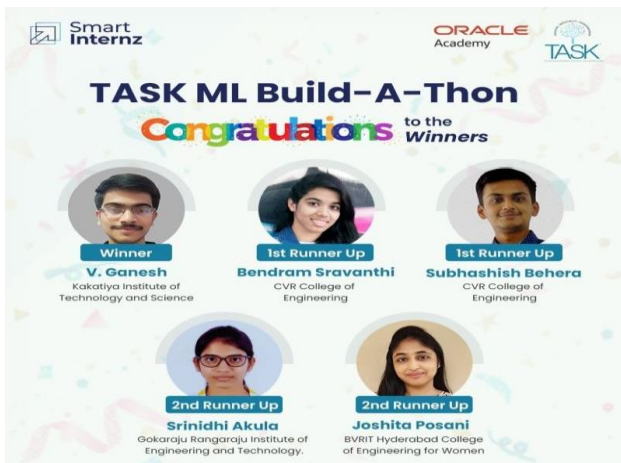 Smart
Internz
ORACLE
Academy
TASK
TASK ML Build-A-Thon
Congratulations to the Winners
Winner
V. Ganesh
Kakatiya Institute of
Technology and Science
1st Runner Up
Bendram Sravanthi
CVR College of
Engineering
1st Runner Up
Subhashish Behera
CVR College of
Engineering
2nd Runner Up
Srinidhi Akula
Gokaraju Rangaraju Institute of
Engineering and Technology.
2nd Runner Up
Joshita Posani
BVRIT Hyderabad College
of Engineering for Women